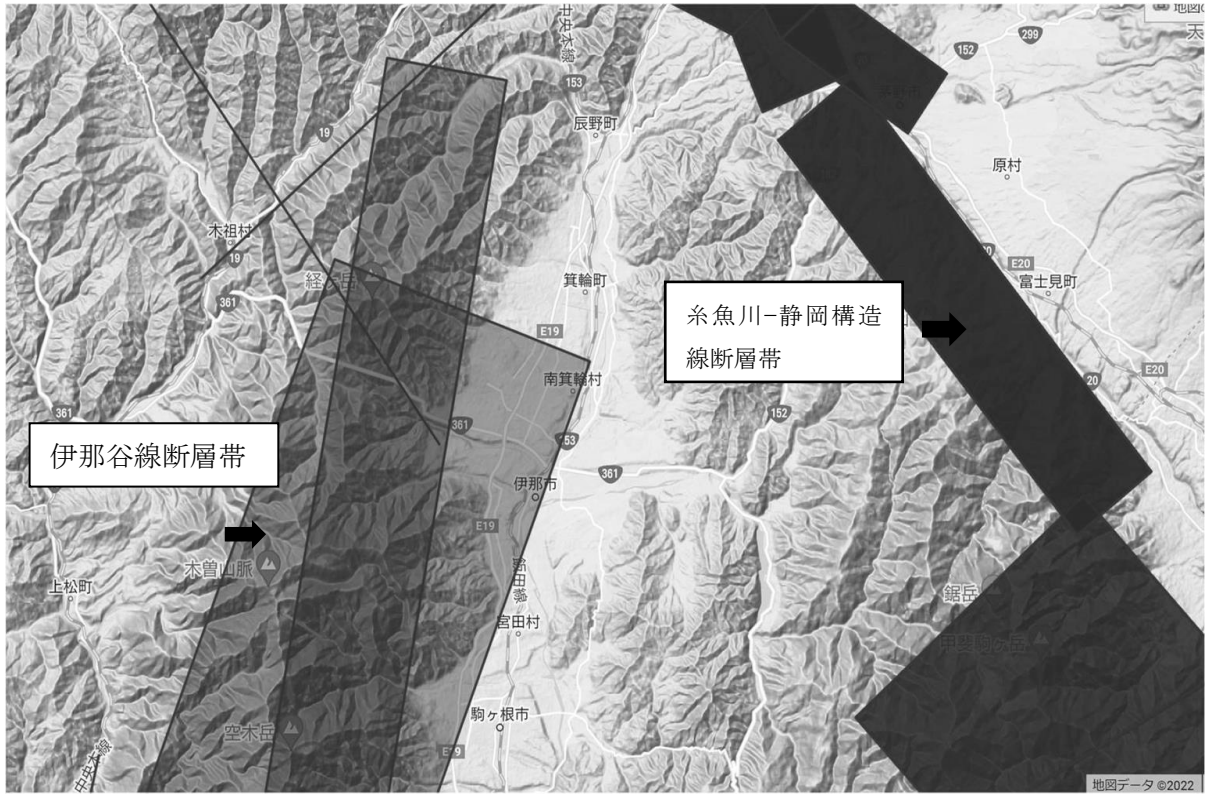 地図の
天
中央本線
299
152
153
茅野市
19
辰野町
原村
木祖村
20
19
E20
経ヶ岳
箕輪町
富士見町
361
糸魚川–静岡構造
線断層帯
E19
E20
南箕輪村
20
361
152
361
153
伊那谷線断層帯
361
伊那市
E19
飯田線
木曽山脈
上松町
鋸岳
宮田村
甲斐駒ヶ岳
駒ヶ根市
空木岳
E19
中央本線
地図データ ©2022